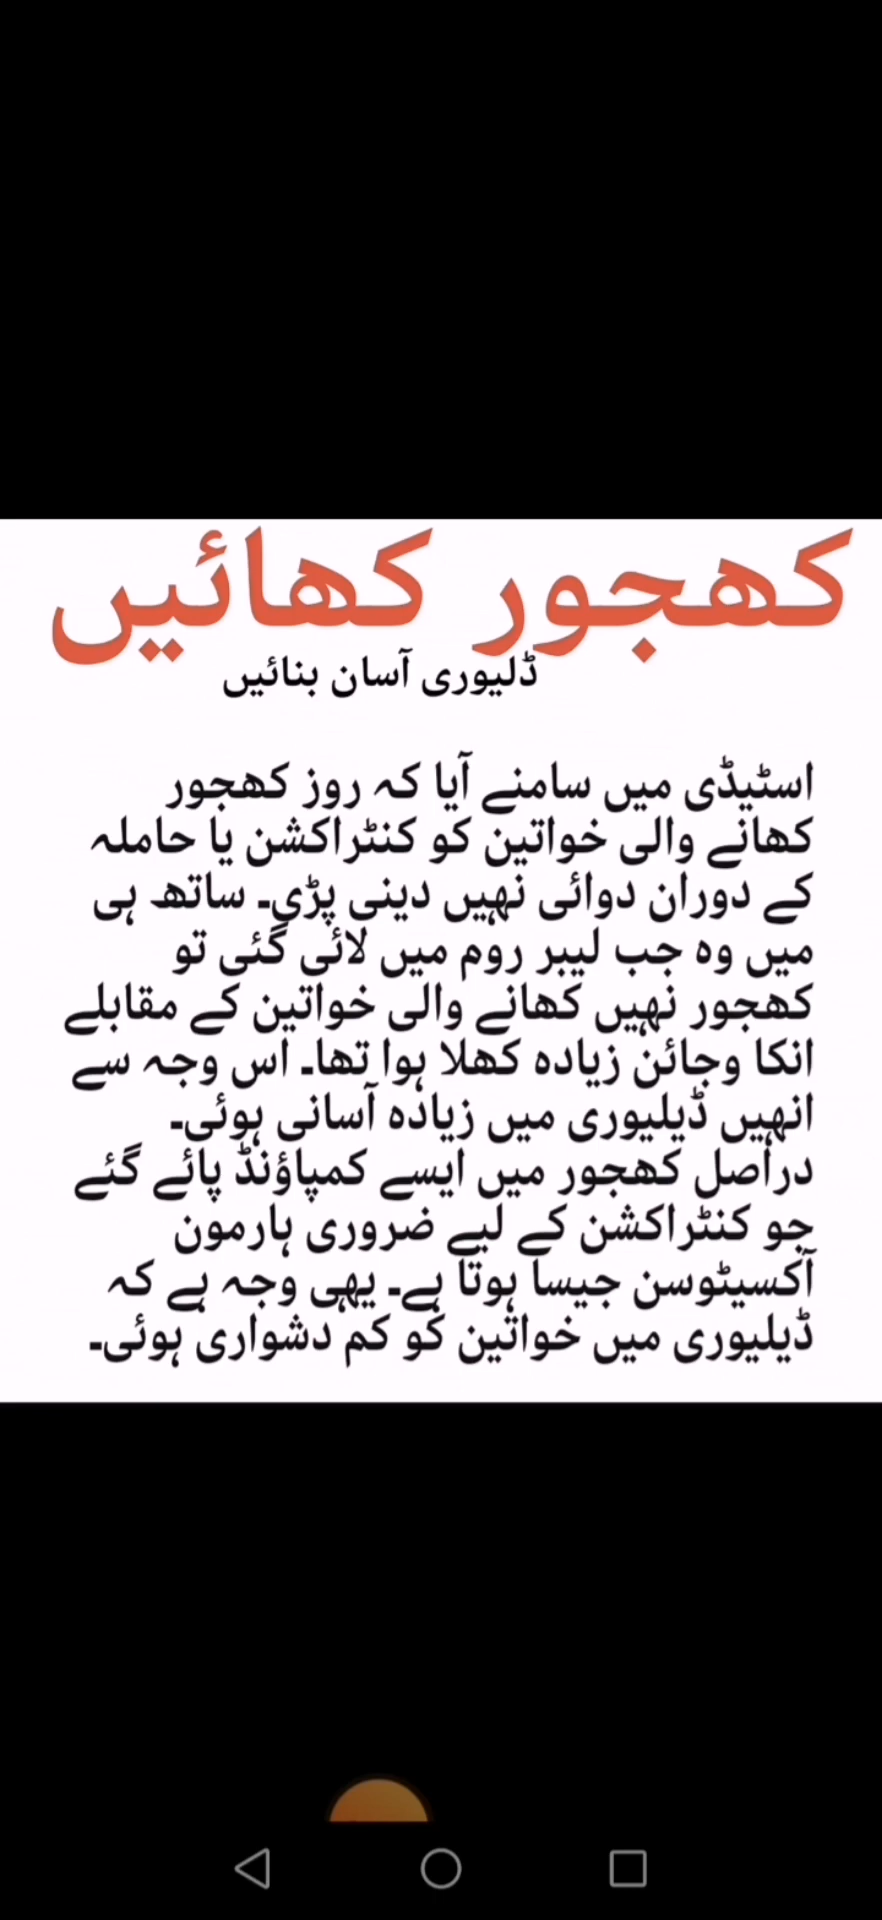 کھجور کھائیں
ڈلیوری آسان بنائیں
اسٹیڈی میں سامنے آیا کہ روز کھجور
کھانے والی خواتین کو کنٹراکشن یا حاملہ
کے دوران دوائی نہیں دینی پڑی۔ ساتھ ہی
میں وہ جب لیبر روم میں لائی گئی تو
کھجور نہیں کھانے والی خواتین کے مقابلے
انکا وجائن زیادہ کھلا ہوا تھا۔ اس وجہ سے
انھیں ڈیلیوری میں زیادہ آسانی ہوئی۔
دراصل کھجور میں ایسے کمپاؤنڈ پائے گئے
جو کنٹراکشن کے لیے ضروری ہارمون
آکسیٹوسن جیسا ہوتا ہے۔ یہی وجہ ہے کہ
ڈیلیوری میں خواتین کو کم دشواری ہوئی۔